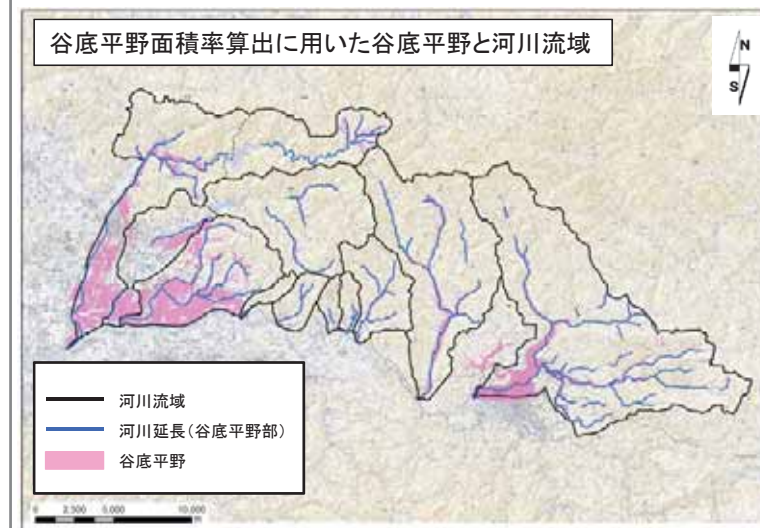 谷底平野面積率算出に用いた谷底平野と河川流域
N
S
河川流域
河川延長(谷底平野部)
谷底平野
0 2,500 5,000 10,000
m